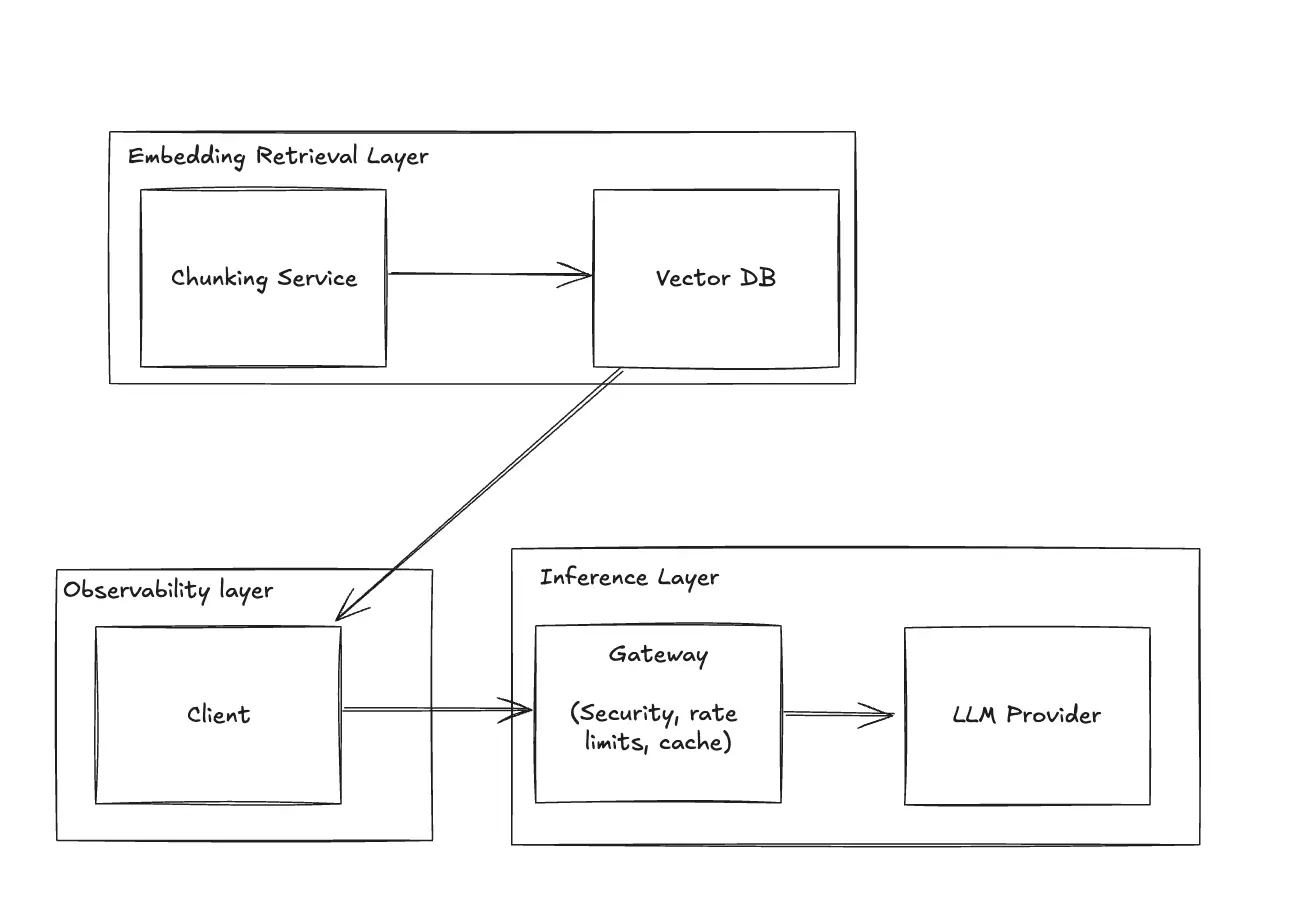 Embedding Retrieval Layer
Chunking Service
Vector DB
Observability layer
Client
Inference Layer
Gateway
(Security, rate
limits, cache)
LLM Provider